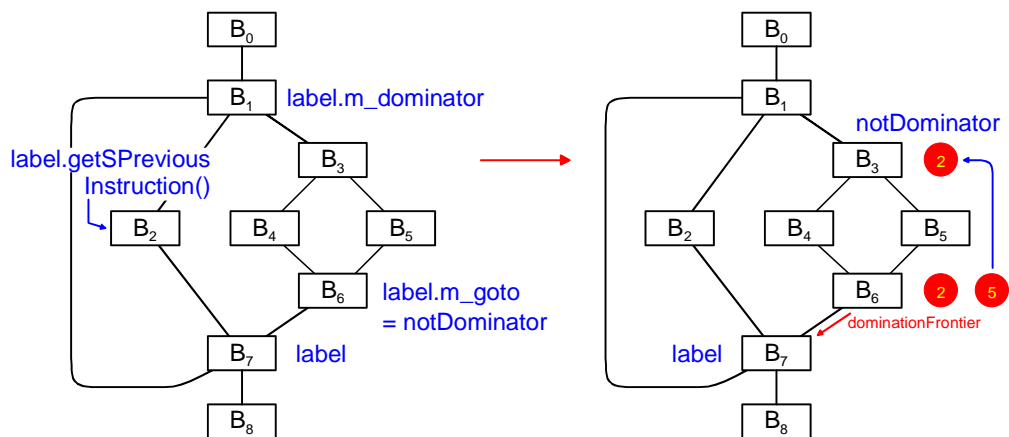 B0
B1
label.m_dominator
label.getSPrevious
Instruction()
B3
B2
B4
B5
B6
label.m_goto
= notDominator
B7
label
B8
B0
B1
notDominator
B3
2
B2
B4
B5
B6
2
5
dominationFrontier
label
B7
B8